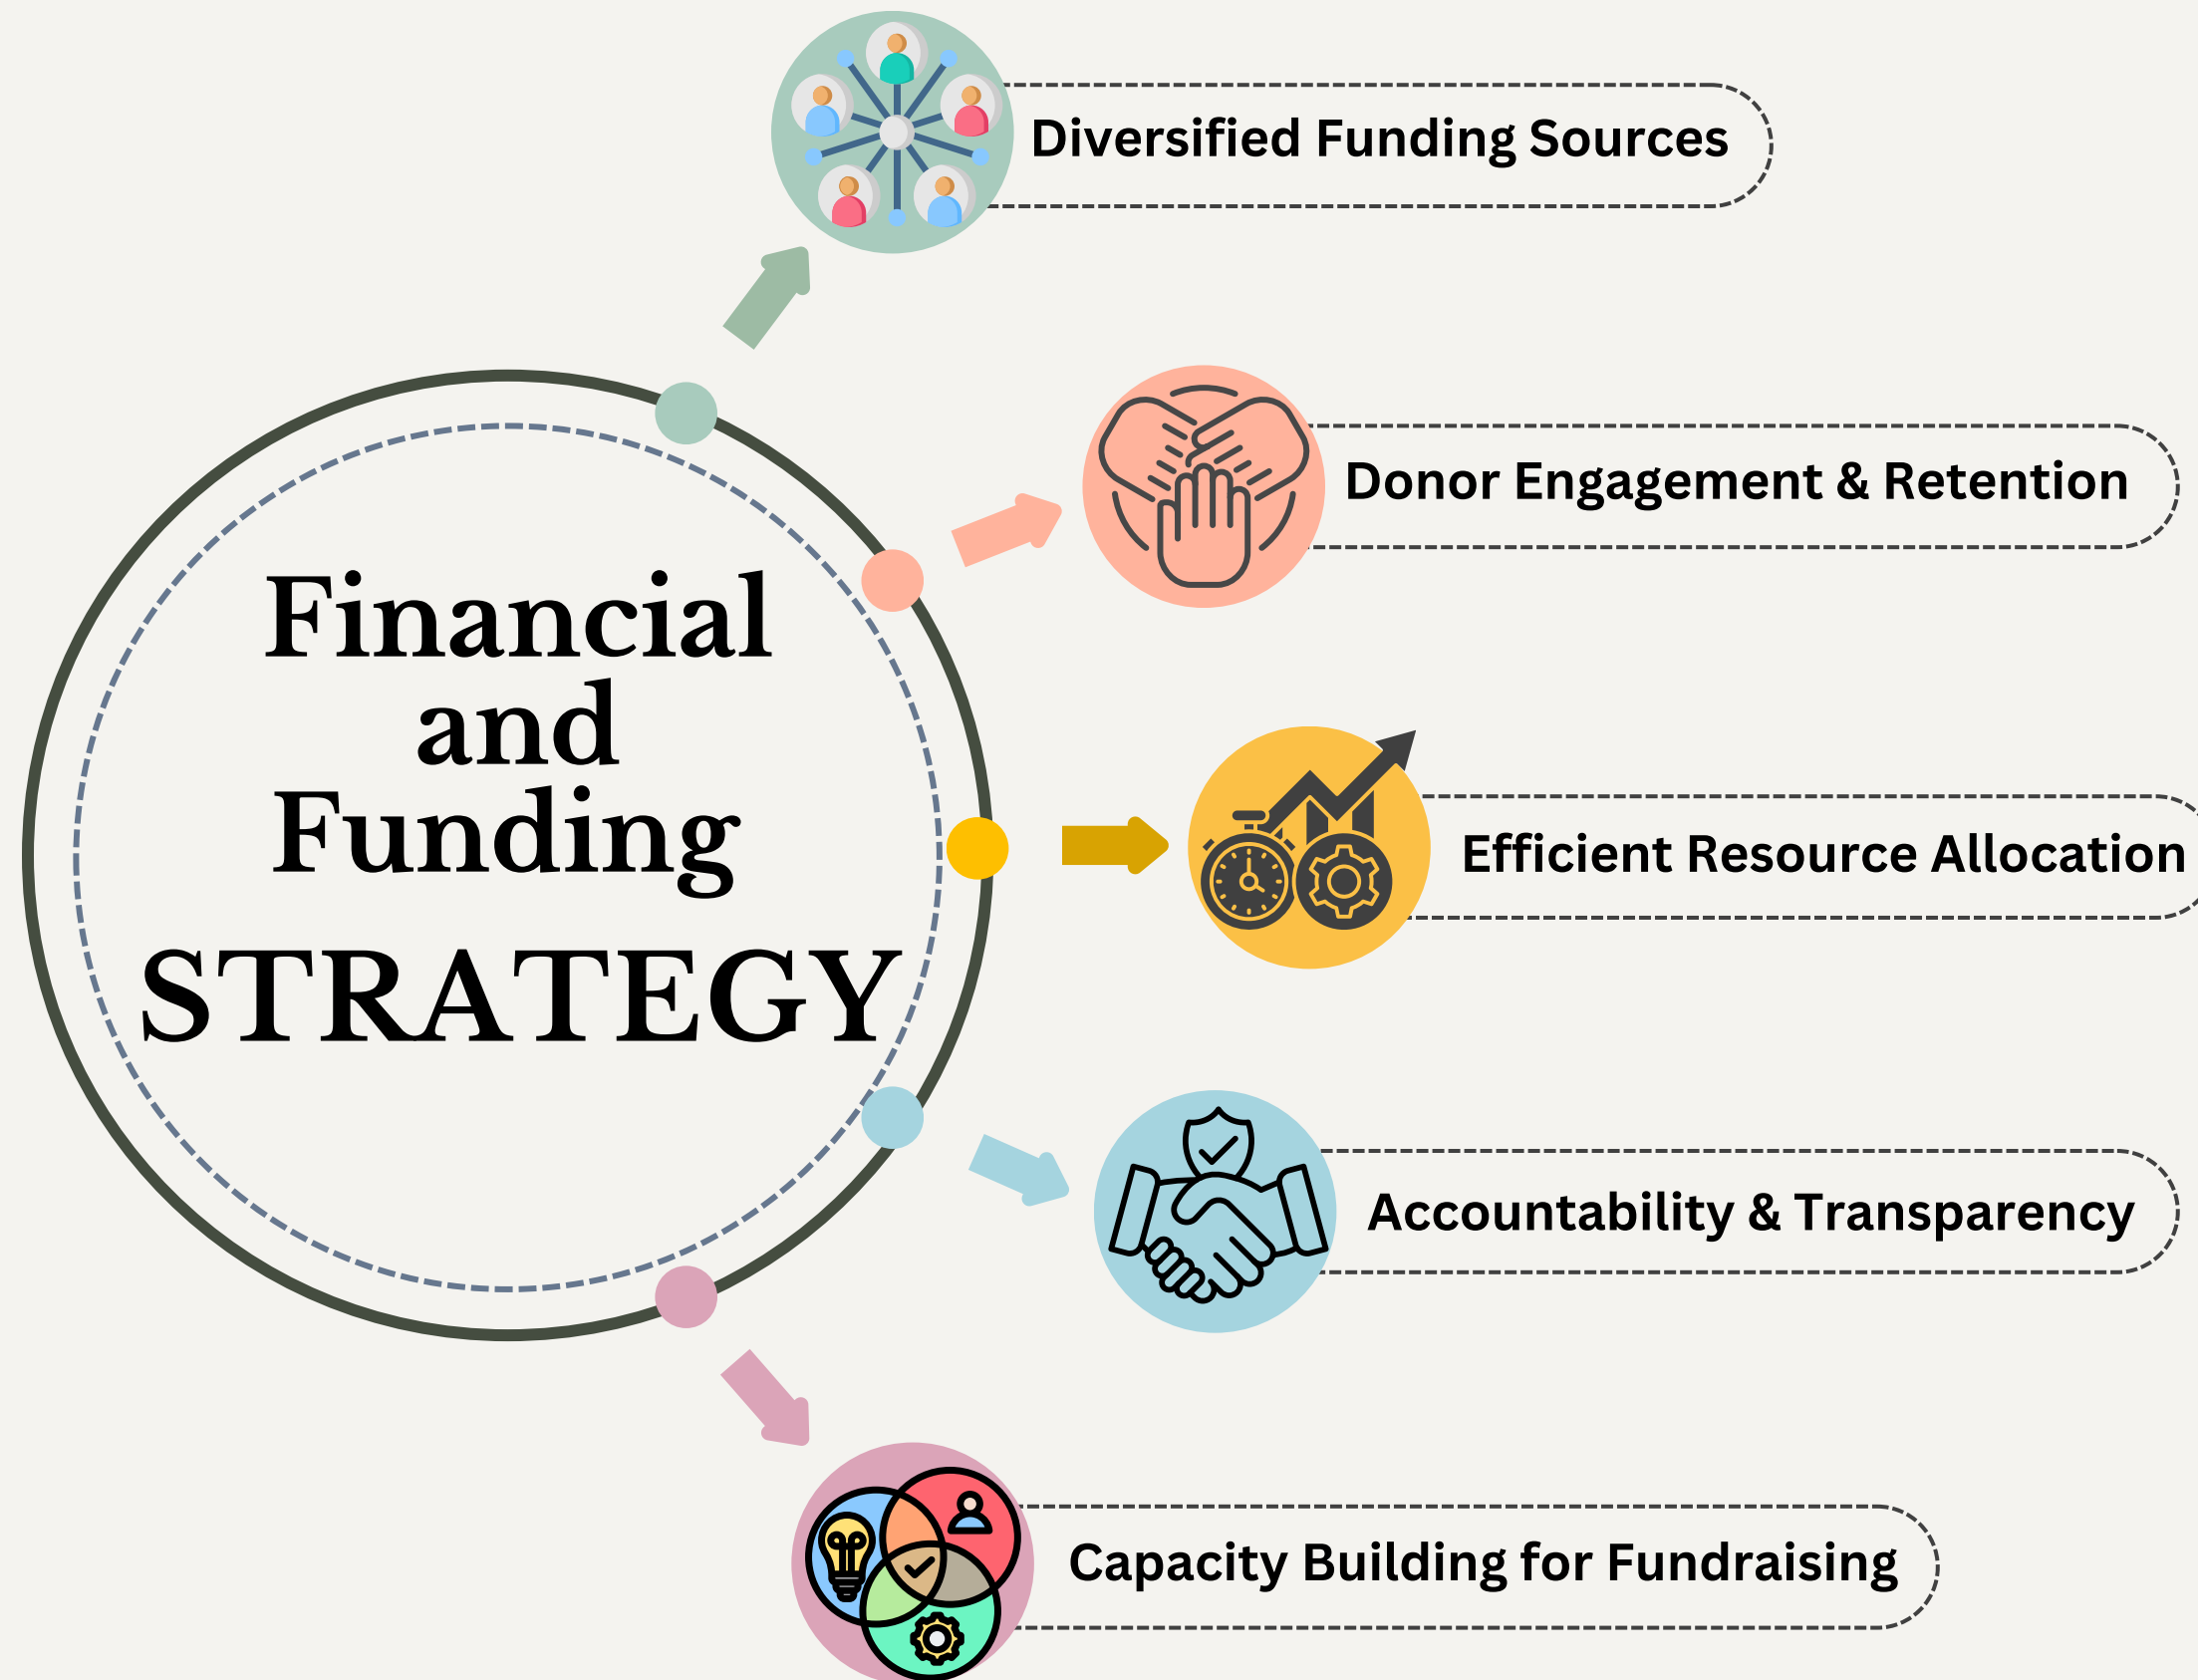 Financial
and
Funding
STRATEGY
Diversified Funding Sources
Donor Engagement & Retention
Efficient Resource Allocation
Accountability & Transparency
Capacity Building for Fundraising